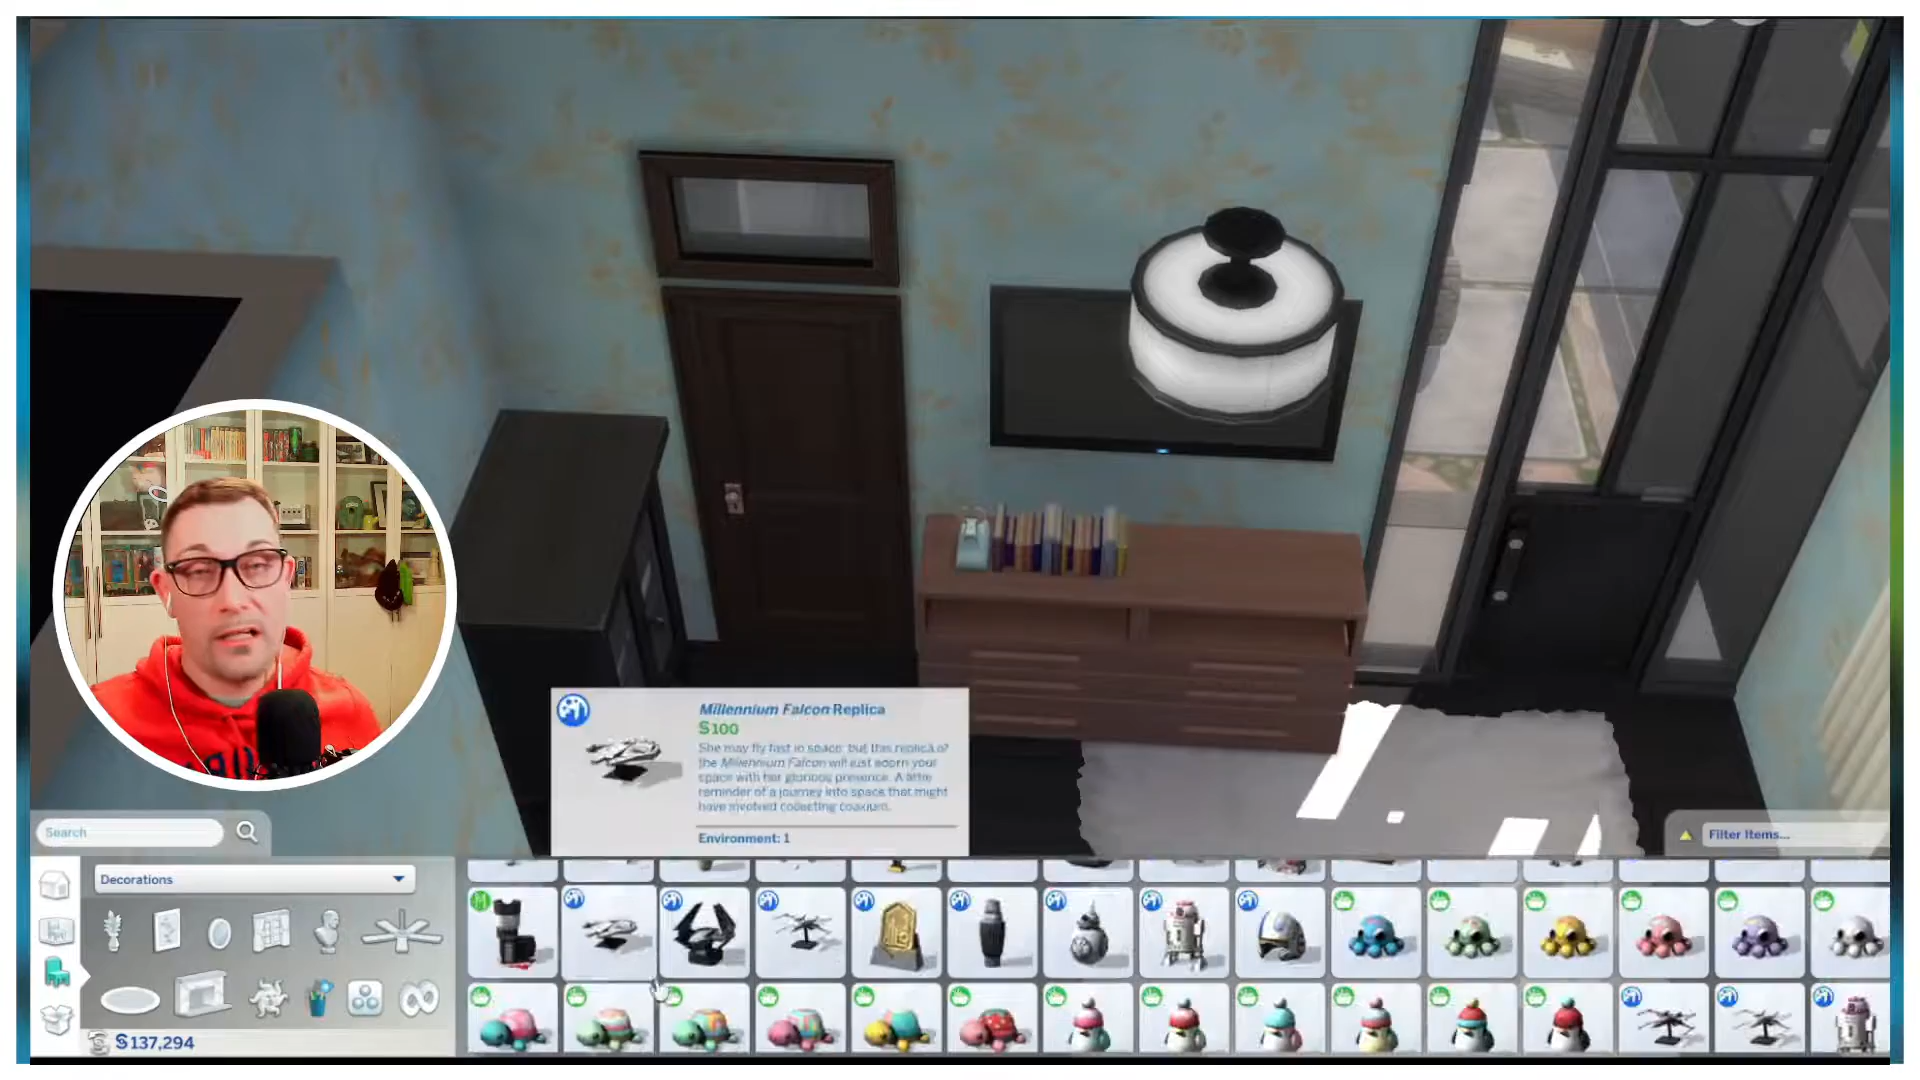 Millennium Falcon Replica
§100
She may fly fast in space, but this replica of
the Millennium Falcon will just adorn your
space with her glorious presence. A little
reminder of a journey into space that might
have involved collecting coaxium.
Environment: 1
Search
Filter Items...
Decorations
§137,294